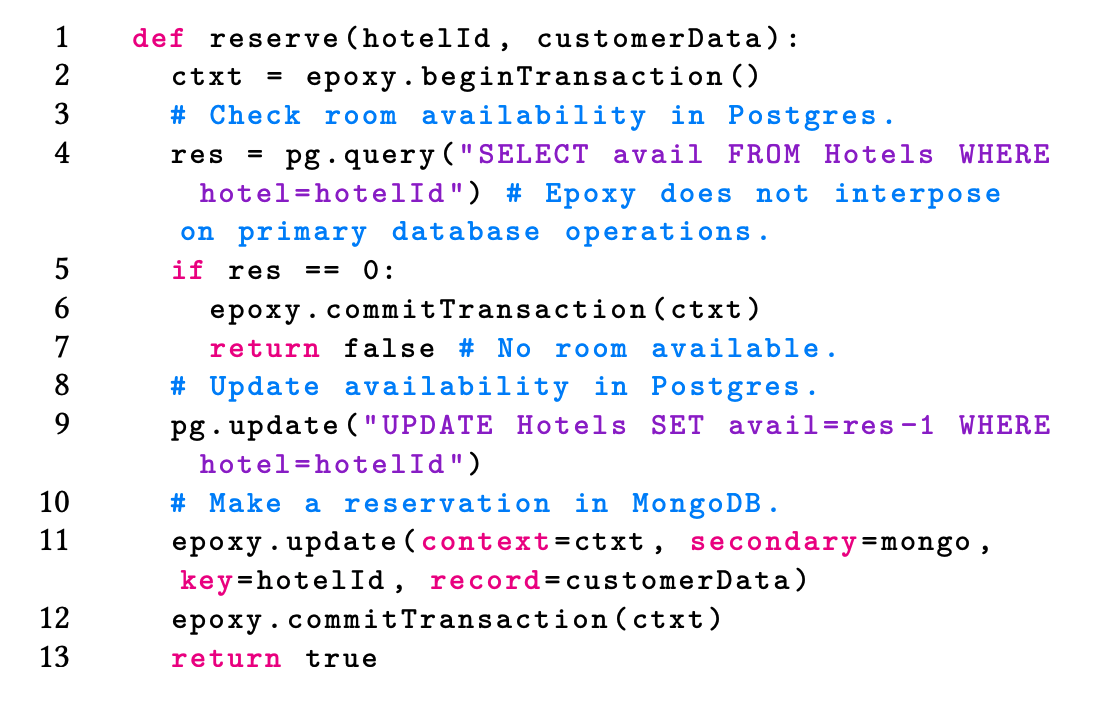 1 def reserve(hotelId, customerData):
2 ctxt = epoxy.beginTransaction()
3 # Check room availability in Postgres.
4 res = pg.query("SELECT avail FROM Hotels WHERE
hotel=hotelId") # Epoxy does not interpose
on primary database operations.
5 if res == 0:
6 epoxy.commitTransaction(ctxt)
7 return false # No room available.
8 # Update availability in Postgres.
9 pg.update("UPDATE Hotels SET avail=res-1 WHERE
hotel=hotelId")
10 # Make a reservation in MongoDB.
11 epoxy.update(context=ctxt, secondary=mongo,
key=hotelId, record=customerData)
12 epoxy.commitTransaction(ctxt)
13 return true